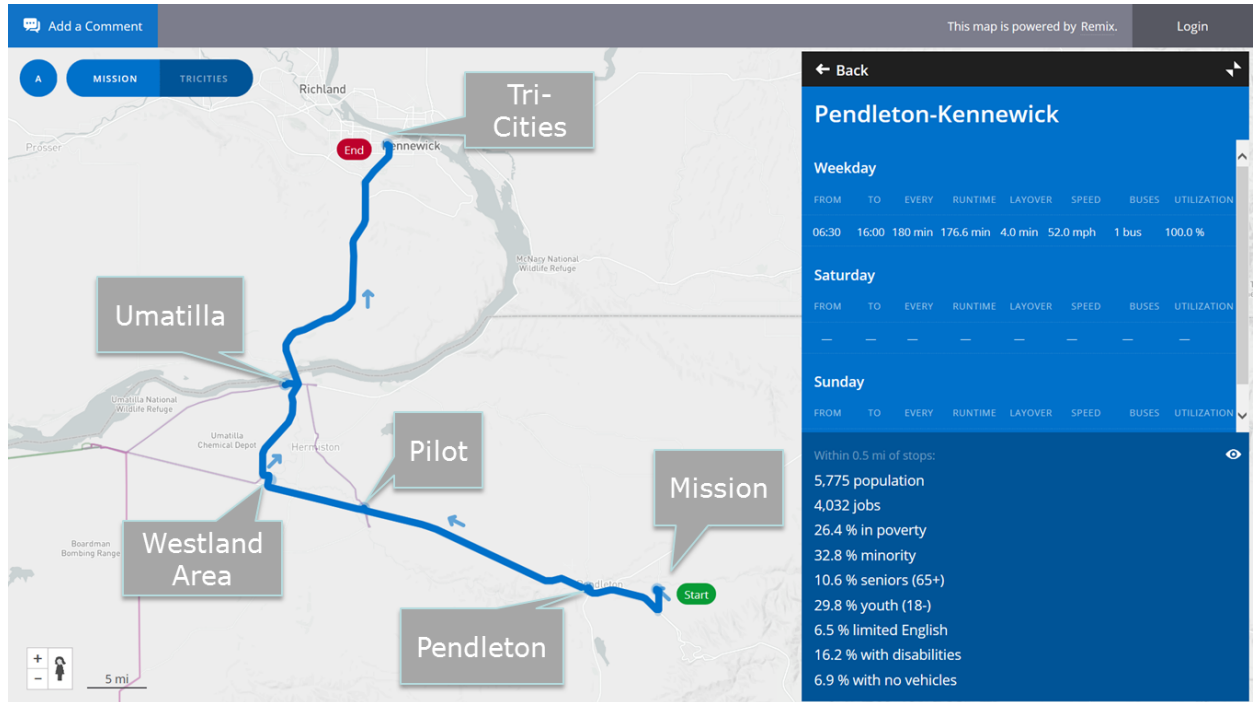 Add a Comment
This map is powered by Remix.
Login
A
MISSION
TRICITIES
Richland
Tri-
Cities
Prosser
End
Kennewick
McNary National
Wildlife Refuge
Umatilla
Umatilla National
Wildlife Refuge
Umatilla
Chemical Depot
Hermiston
Pilot
Mission
Boardman
Bombing Range
Westland
Area
Pendleton
Start
Pendleton
+
-
5 mi
Back
Pendleton-Kennewick
Weekday
FROM TO EVERY RUNTIME LAYOVER SPEED BUSES UTILIZATION
06:30 16:00 180 min 176.6 min 4.0 min 52.0 mph 1 bus 100.0 %
Saturday
FROM TO EVERY RUNTIME LAYOVER SPEED BUSES UTILIZATION
— — — — — — — —
Sunday
FROM TO EVERY RUNTIME LAYOVER SPEED BUSES UTILIZATION
Within 0.5 mi of stops:
5,775 population
4,032 jobs
26.4 % in poverty
32.8 % minority
10.6 % seniors (65+)
29.8 % youth (18-)
6.5 % limited English
16.2 % with disabilities
6.9 % with no vehicles